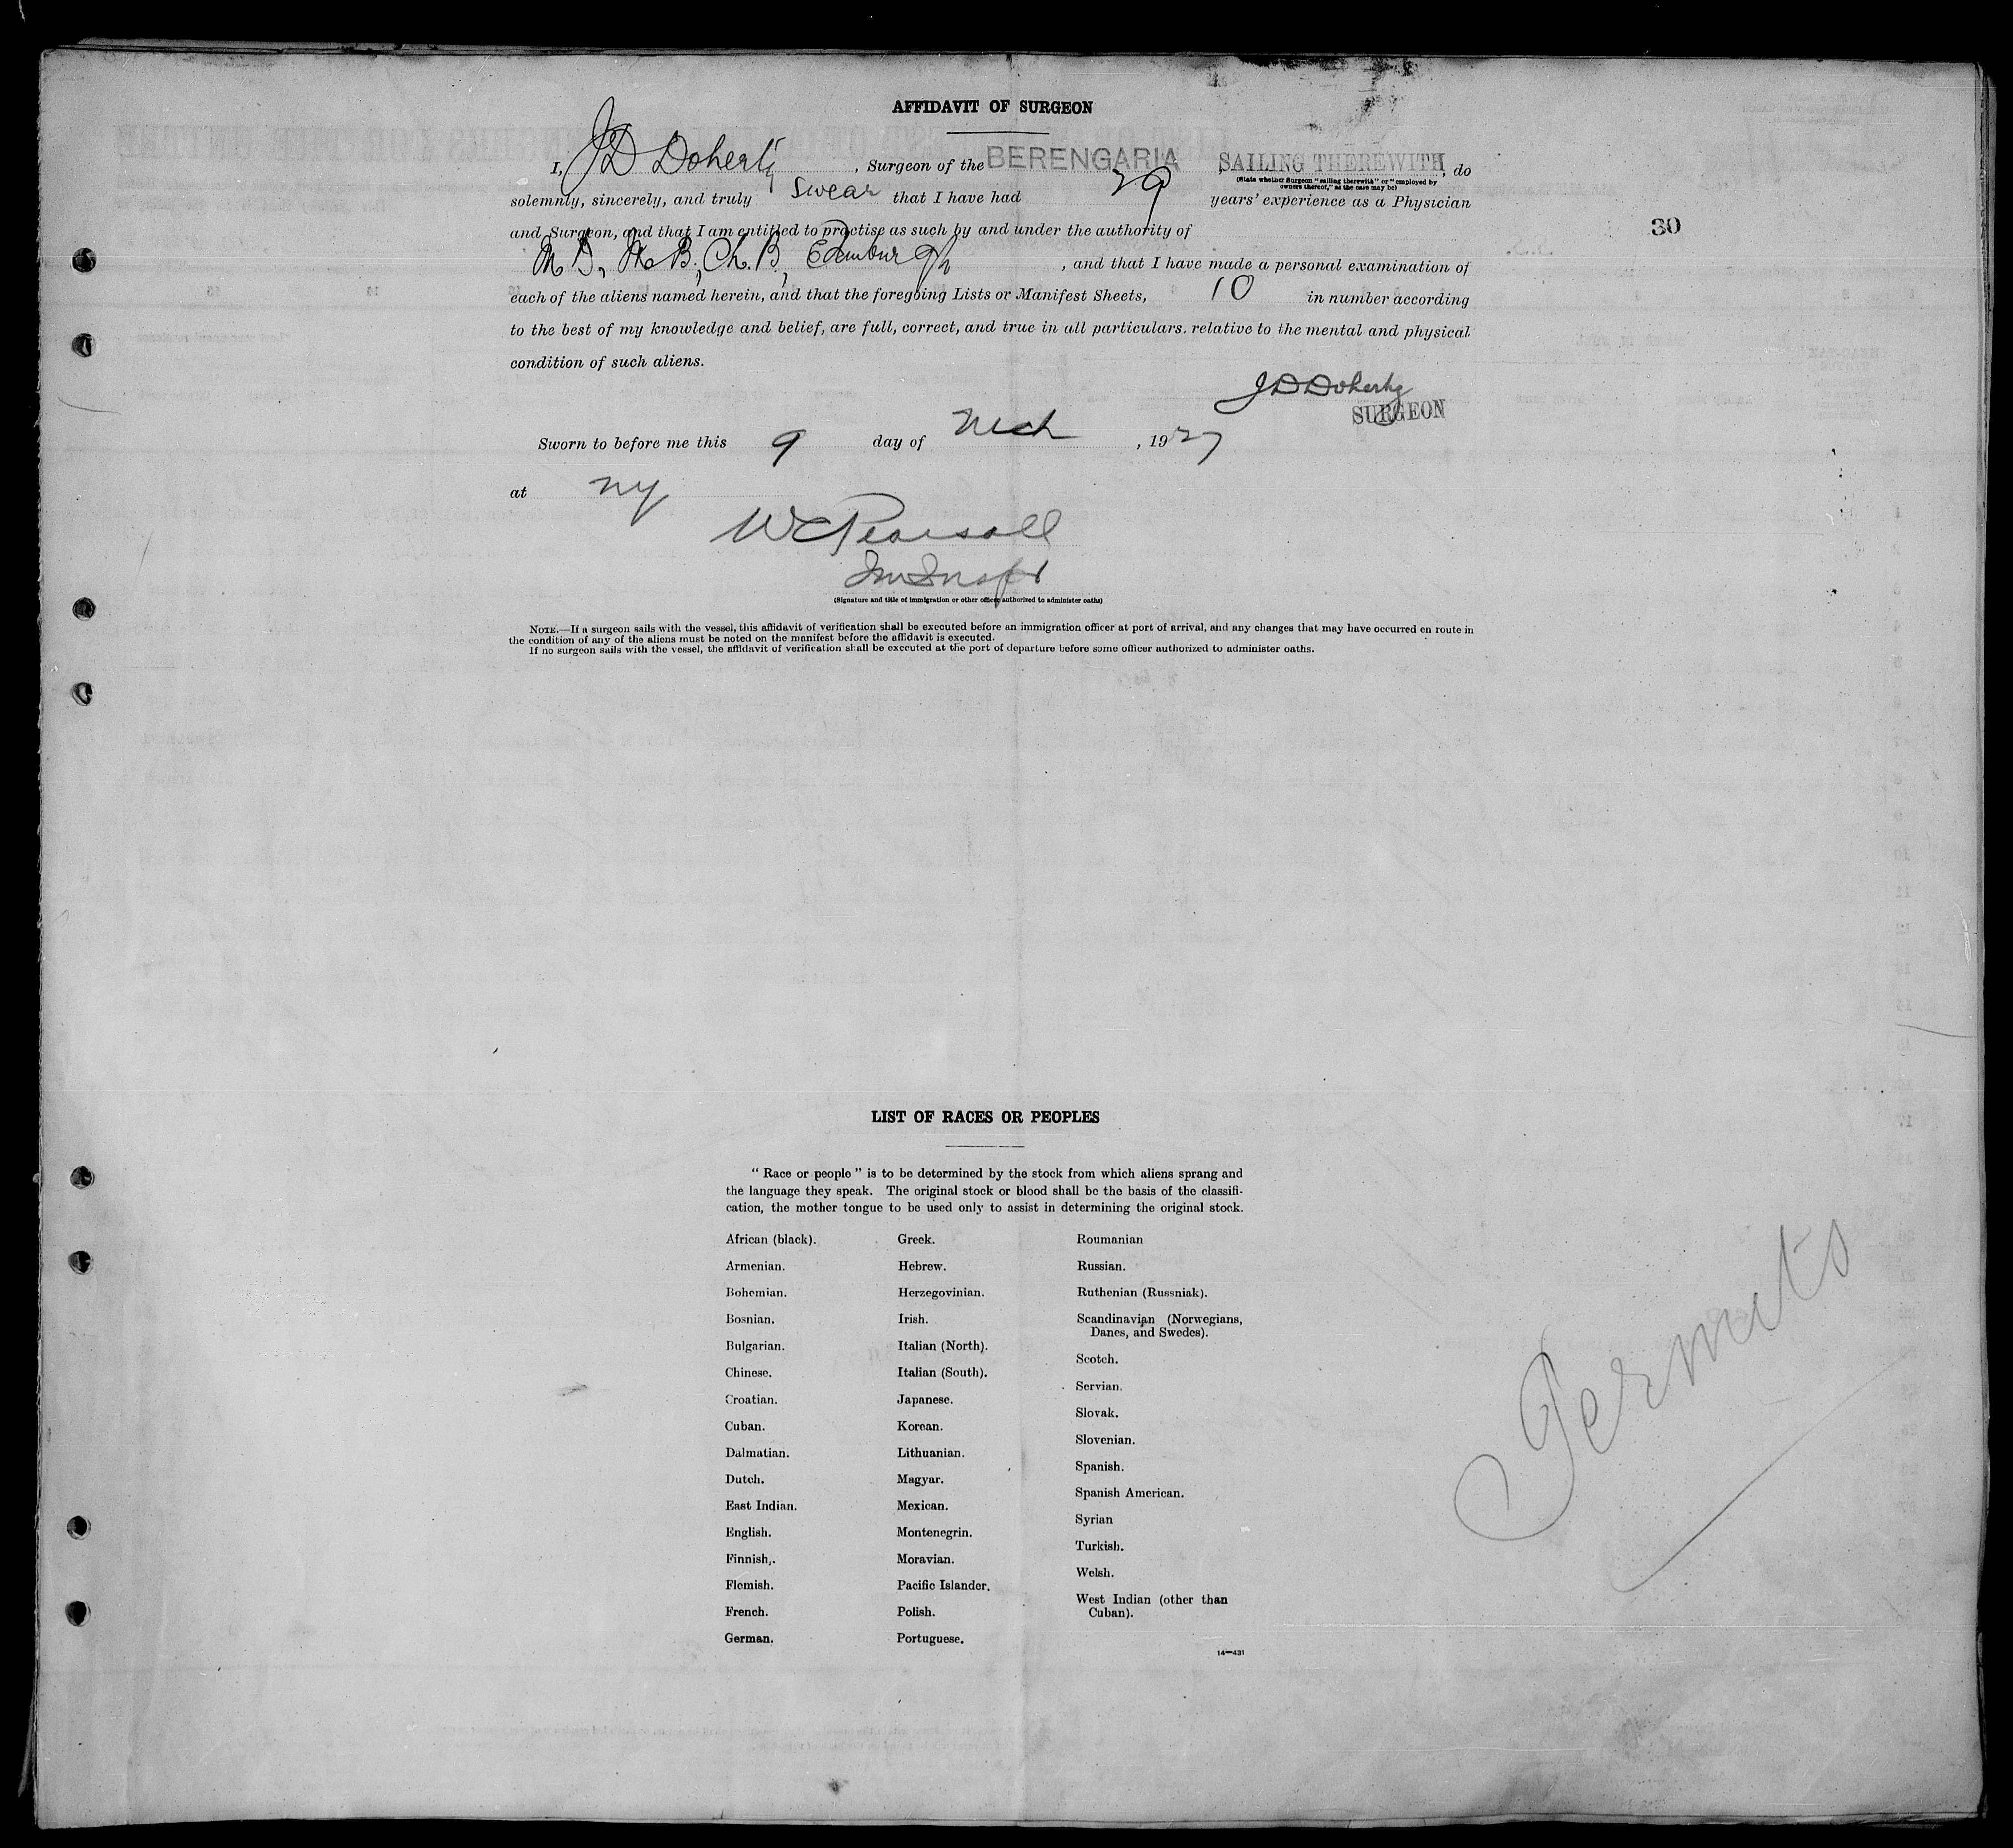 AFFIDAVIT OF SURGEON
I, JD Doherty, Surgeon of the BERENGARIA, SAILING THEREWITH, do
(State whether Surgeon "sailing therewith" or "employed by
owners thereof," as the case may be)
solemnly, sincerely, and truly swear that I have had 29 years' experience as a Physician
30
and Surgeon, and that I am entitled to practise as such by and under the authority of
M D, M B, Ch. B, Edinburgh, and that I have made a personal examination of
each of the aliens named herein, and that the foregoing Lists or Manifest Sheets, 10 in number according
to the best of my knowledge and belief, are full, correct, and true in all particulars. relative to the mental and physical
condition of such aliens.
JD Doherty
SURGEON
Sworn to before me this 9 day of Mch, 1927
at NY
WC Pearsall
Im Inspr
(Signature and title of immigration or other officer authorized to administer oaths)
NOTE.—If a surgeon sails with the vessel, this affidavit of verification shall be executed before an immigration officer at port of arrival, and any changes that may have occurred en route in
the condition of any of the aliens must be noted on the manifest before the affidavit is executed.
If no surgeon sails with the vessel, the affidavit of verification shall be executed at the port of departure before some officer authorized to administer oaths.
LIST OF RACES OR PEOPLES
"Race or people" is to be determined by the stock from which aliens sprang and
the language they speak. The original stock or blood shall be the basis of the classifi-
cation, the mother tongue to be used only to assist in determining the original stock.
African (black).
Armenian.
Bohemian.
Bosnian.
Bulgarian.
Chinese.
Croatian.
Cuban.
Dalmatian.
Dutch.
East Indian.
English.
Finnish,.
Flemish.
French.
German.
Greek.
Hebrew.
Herzegovinian.
Irish.
Italian (North).
Italian (South).
Japanese.
Korean.
Lithuanian.
Magyar.
Mexican.
Montenegrin.
Moravian.
Pacific Islander.
Polish.
Portuguese.
Roumanian
Russian.
Ruthenian (Russniak).
Scandinavian (Norwegians,
Danes, and Swedes).
Scotch.
Servian.
Slovak.
Slovenian.
Spanish.
Spanish American.
Syrian
Turkish.
Welsh.
West Indian (other than
Cuban).
14—431
Permits